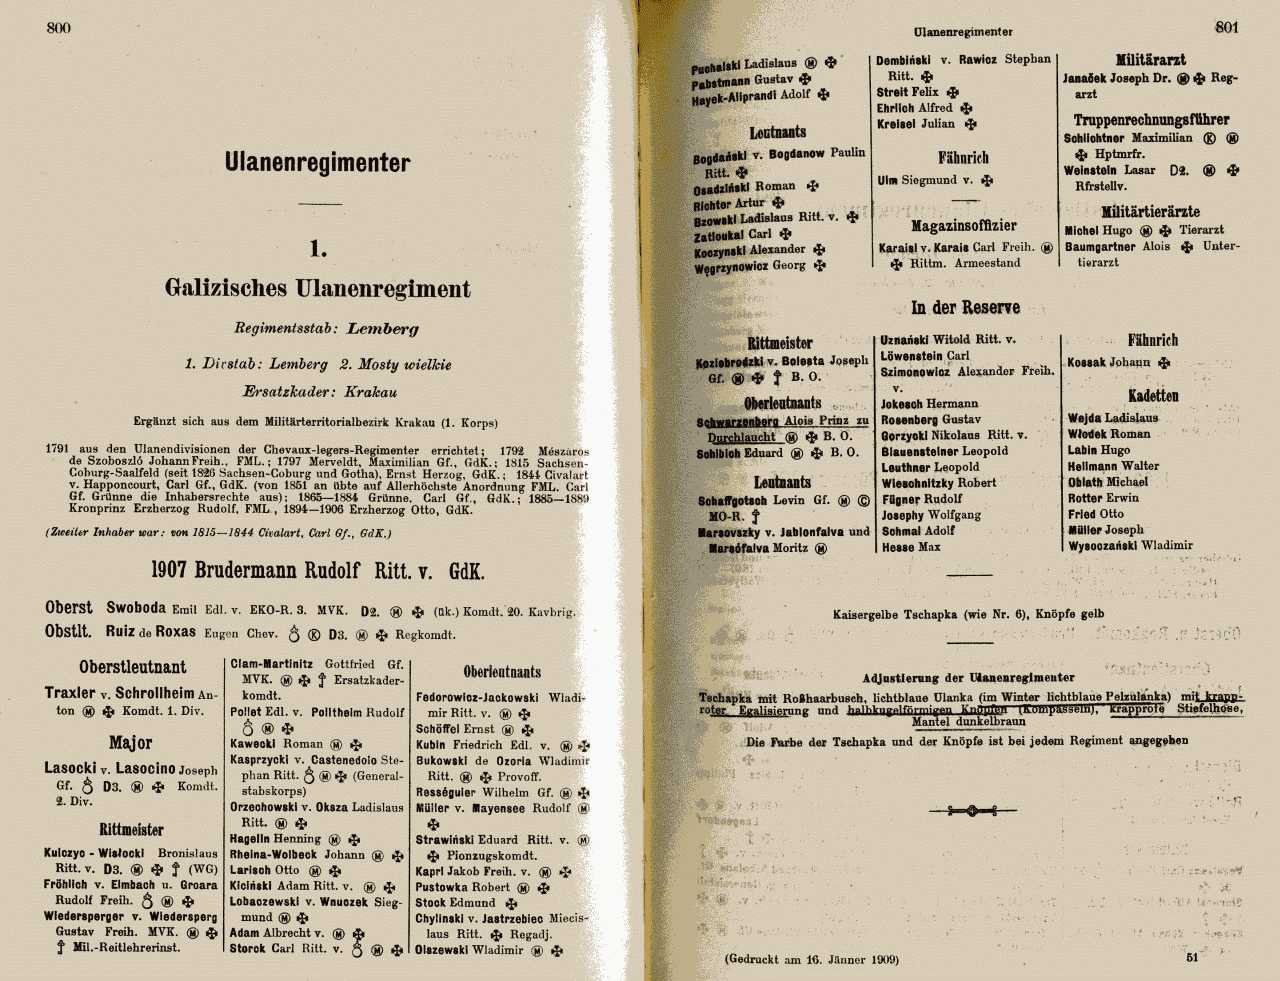 800
Ulanenregimenter
1.
Galizisches Ulanenregiment
Regimentsstab: Lemberg
1. Divstab: Lemberg 2. Mosty wielkie
Ersatzkader: Krakau
Ergänzt sich aus dem Militärterritorialbezirk Krakau (1. Korps)
1791 aus den Ulanendivisionen der Chevaux-legers-Regimenter errichtet; 1792 Mészáros
de Szoboszló Johann Freih., FML.; 1797 Merveldt, Maximilian Gf., GdK.; 1815 Sachsen-
Coburg-Saalfeld (seit 1826 Sachsen-Coburg und Gotha), Ernst Herzog, GdK.; 1844 Civalart
v. Happoncourt, Carl Gf., GdK. (von 1851 an übte auf Allerhöchste Anordnung FML. Carl
Gf. Grünne die Inhabersrechte aus); 1865—1884 Grünne, Carl Gf., GdK.; 1885—1889
Kronprinz Erzherzog Rudolf, FML., 1894—1906 Erzherzog Otto, GdK.
(Zweiter Inhaber war: von 1815—1844 Civalart, Carl Gf., GdK.)
1907 Brudermann Rudolf Ritt. v. GdK.
Oberst Swoboda Emil Edl. v. EKO-R. 3. MVK. D2. Ⓜ ✠ (ük.) Komdt. 20. Kavbrig.
Obstlt. Ruiz de Roxas Eugen Chev. Ⓚ D3. Ⓜ ✠ Regkomdt.
Oberstleutnant
Traxler v. Schrollheim An-
ton Ⓜ ✠ Komdt. 1. Div.
Major
Lasocki v. Lasocino Joseph
Gf. D3. Ⓜ ✠ Komdt.
2. Div.
Rittmeister
Kulczyc-Wisłocki Bronislaus
Ritt. v. D3. Ⓜ ✠ † (WG)
Fröhlich v. Elmbach u. Groara
Rudolf Freih. Ⓜ ✠
Wiedersperger v. Wiedersperg
Gustav Freih. MVK. Ⓜ ✠
† Mil.-Reitlehrerinst.
Clam-Martinitz Gottfried Gf.
MVK. Ⓜ ✠ † Ersatzkader-
komdt.
Pollet Edl. v. Polltheim Rudolf
Ⓜ ✠
Kawecki Roman Ⓜ ✠
Kasprzycki v. Castenedolo Ste-
phan Ritt. Ⓜ ✠ (General-
stabskorps)
Orzechowski v. Oksza Ladislaus
Ritt. Ⓜ ✠
Hagelin Henning Ⓜ ✠
Rheina-Wolbeck Johann Ⓜ ✠
Larisch Otto Ⓜ ✠
Kiciński Adam Ritt. v. Ⓜ ✠
Lobaczewski v. Wnuczek Sieg-
mund Ⓜ ✠
Adam Albrecht v. Ⓜ ✠
Storck Carl Ritt. v. Ⓜ ✠
Oberleutnants
Fedorowicz-Jackowski Wladi-
mir Ritt. v. Ⓜ ✠
Schöffel Ernst Ⓜ ✠
Kubin Friedrich Edl. v. Ⓜ ✠
Bukowski de Ozoria Wladimir
Ritt. Ⓜ ✠ Provoff.
Rességuier Wilhelm Gf. Ⓜ ✠
Müller v. Mayensee Rudolf Ⓜ
✠
Strawiński Eduard Ritt. v. Ⓜ
✠ Pionzugskomdt.
Kapri Jakob Freih. v. Ⓜ ✠
Pustowka Robert Ⓜ ✠
Stock Edmund ✠
Chylinski v. Jastrzebiec Miecis-
laus Ritt. ✠ Regadj.
Olszewski Wladimir Ⓜ ✠
Ulanenregimenter
801
Puchalski Ladislaus Ⓜ ✠
Pabstmann Gustav ✠
Hayek-Aliprandi Adolf ✠
Leutnants
Bogdański v. Bogdanow Paulin
Ritt. ✠
Osadziński Roman ✠
Richter Artur ✠
Bzowski Ladislaus Ritt. v. ✠
Zatloukal Carl ✠
Koczynski Alexander ✠
Węgrzynowicz Georg ✠
Dembiński v. Rawicz Stephan
Ritt. ✠
Streit Felix ✠
Ehrlich Alfred ✠
Kreisel Julian ✠
Fähnrich
Ulm Siegmund v. ✠
Magazinsoffizier
Karaisl v. Karais Carl Freih. Ⓜ
✠ Rittm. Armeestand
Militärarzt
Janaček Joseph Dr. Ⓜ ✠ Reg-
arzt
Truppenrechnungsführer
Schlichtner Maximilian Ⓚ Ⓜ
✠ Hptmrfr.
Weinstein Lasar D2. Ⓜ ✠
Rfrstellv.
Militärtierärzte
Michel Hugo Ⓜ ✠ Tierarzt
Baumgartner Alois ✠ Unter-
tierarzt
In der Reserve
Rittmeister
Koziebrodzki v. Bolesta Joseph
Gf. Ⓜ ✠ † B. O.
Oberleutnants
Schwarzenberg Alois Prinz zu
Durchlaucht Ⓜ ✠ B. O.
Schibich Eduard Ⓜ ✠ B. O.
Leutnants
Schaffgotsch Levin Gf. Ⓜ Ⓒ
MO-R. †
Marsovszky v. Jablonfalva und
Marsófalva Moritz Ⓜ
Uznański Witold Ritt. v.
Löwenstein Carl
Szimonowicz Alexander Freih.
v.
Jokesch Hermann
Rosenberg Gustav
Gorzycki Nikolaus Ritt. v.
Blauensteiner Leopold
Leuthner Leopold
Wieschnitzky Robert
Fügner Rudolf
Josephy Wolfgang
Schmal Adolf
Hesse Max
Fähnrich
Kossak Johann ✠
Kadetten
Wejda Ladislaus
Włodek Roman
Labin Hugo
Hellmann Walter
Oblath Michael
Rotter Erwin
Fried Otto
Müller Joseph
Wysoczański Wladimir
Kaisergelbe Tschapka (wie Nr. 6), Knöpfe gelb
Adjustierung der Ulanenregimenter
Tschapka mit Roßhaarbusch, lichtblaue Ulanka (im Winter lichtblaue Pelzulanka) mit krapp-
roter Egalisierung und halbkugelförmigen Knöpfen (Kompasseln), krapprote Stiefelhose,
Mantel dunkelbraun
Die Farbe der Tschapka und der Knöpfe ist bei jedem Regiment angegeben
(Gedruckt am 16. Jänner 1909)
51